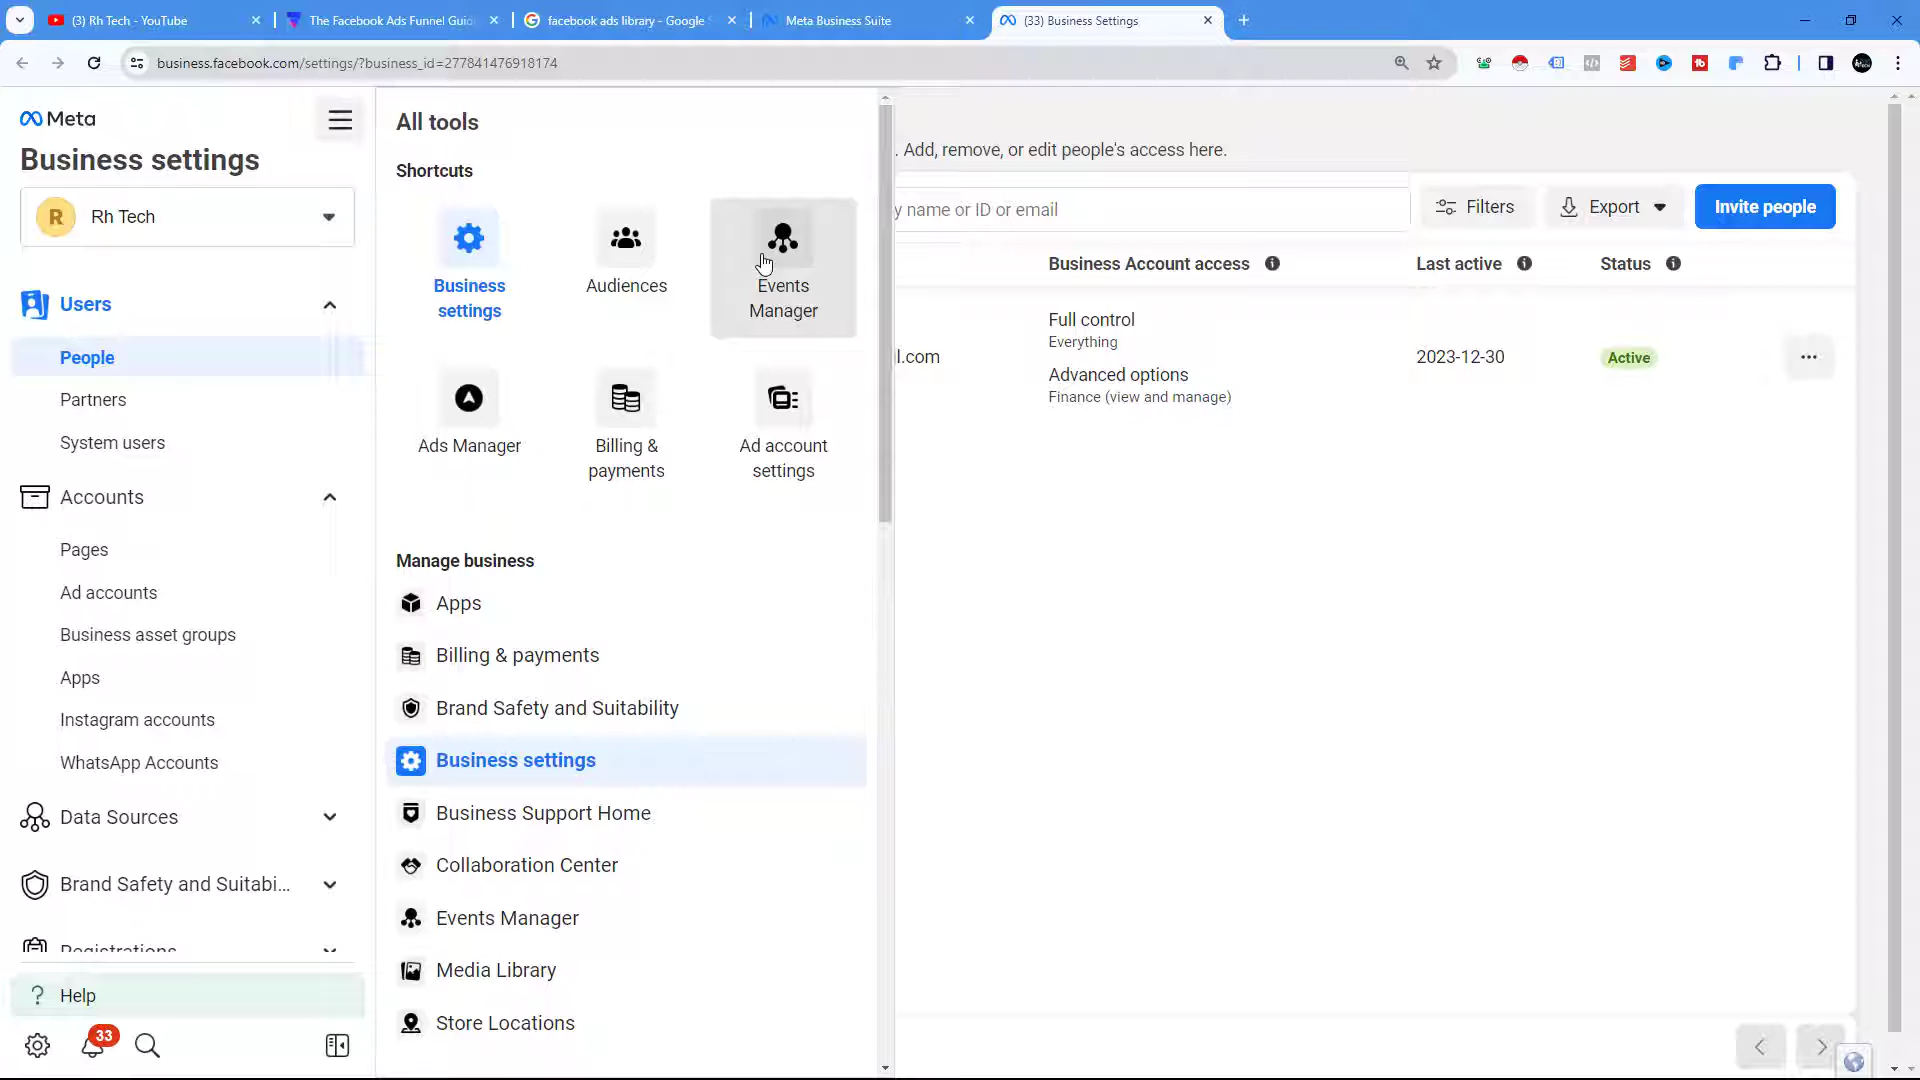 (3) Rh Tech - YouTube
The Facebook Ads Funnel Guid
facebook ads library - Google S
Meta Business Suite
(33) Business Settings
business.facebook.com/settings/?business_id=277841476918174
Meta
Business settings
R
Rh Tech
Users
People
Partners
System users
Accounts
Pages
Ad accounts
Business asset groups
Apps
Instagram accounts
WhatsApp Accounts
Data Sources
Brand Safety and Suitabi...
Registrations
? Help
33
All tools
Shortcuts
Business
settings
Audiences
Events
Manager
Ads Manager
Billing &
payments
Ad account
settings
Manage business
Apps
Billing & payments
Brand Safety and Suitability
Business settings
Business Support Home
Collaboration Center
Events Manager
Media Library
Store Locations
. Add, remove, or edit people's access here.
y name or ID or email
Filters
Export
Invite people
Business Account access
Last active
Status
l.com
Full control
Everything
Advanced options
Finance (view and manage)
2023-12-30
Active